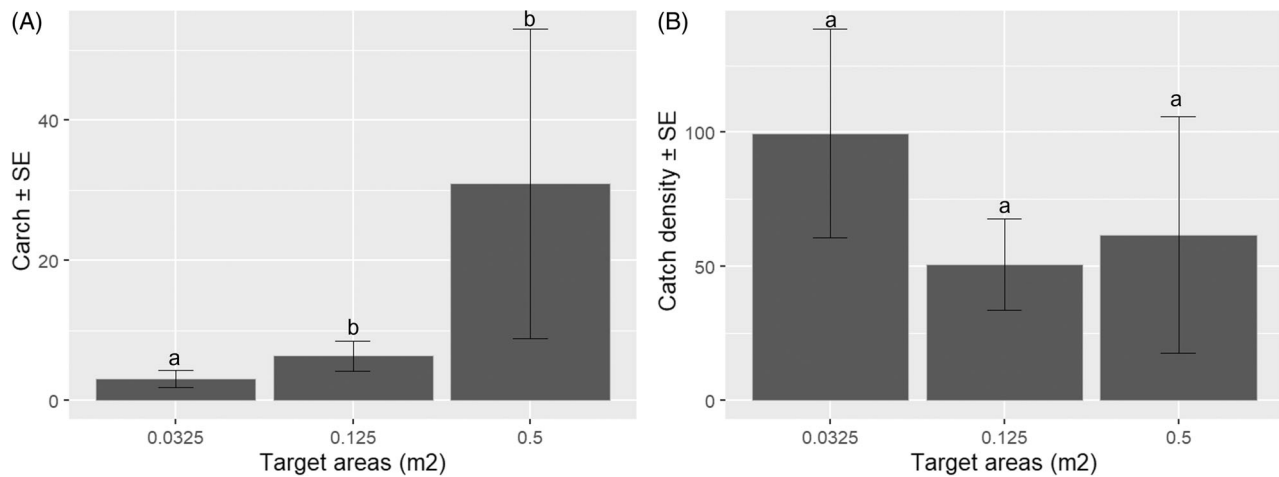 (A)
Carch ± SE
40
20
0
a
b
b
0.0325
0.125
0.5
Target areas (m2)
(B)
Catch density ± SE
100
50
0
a
a
a
0.0325
0.125
0.5
Target areas (m2)